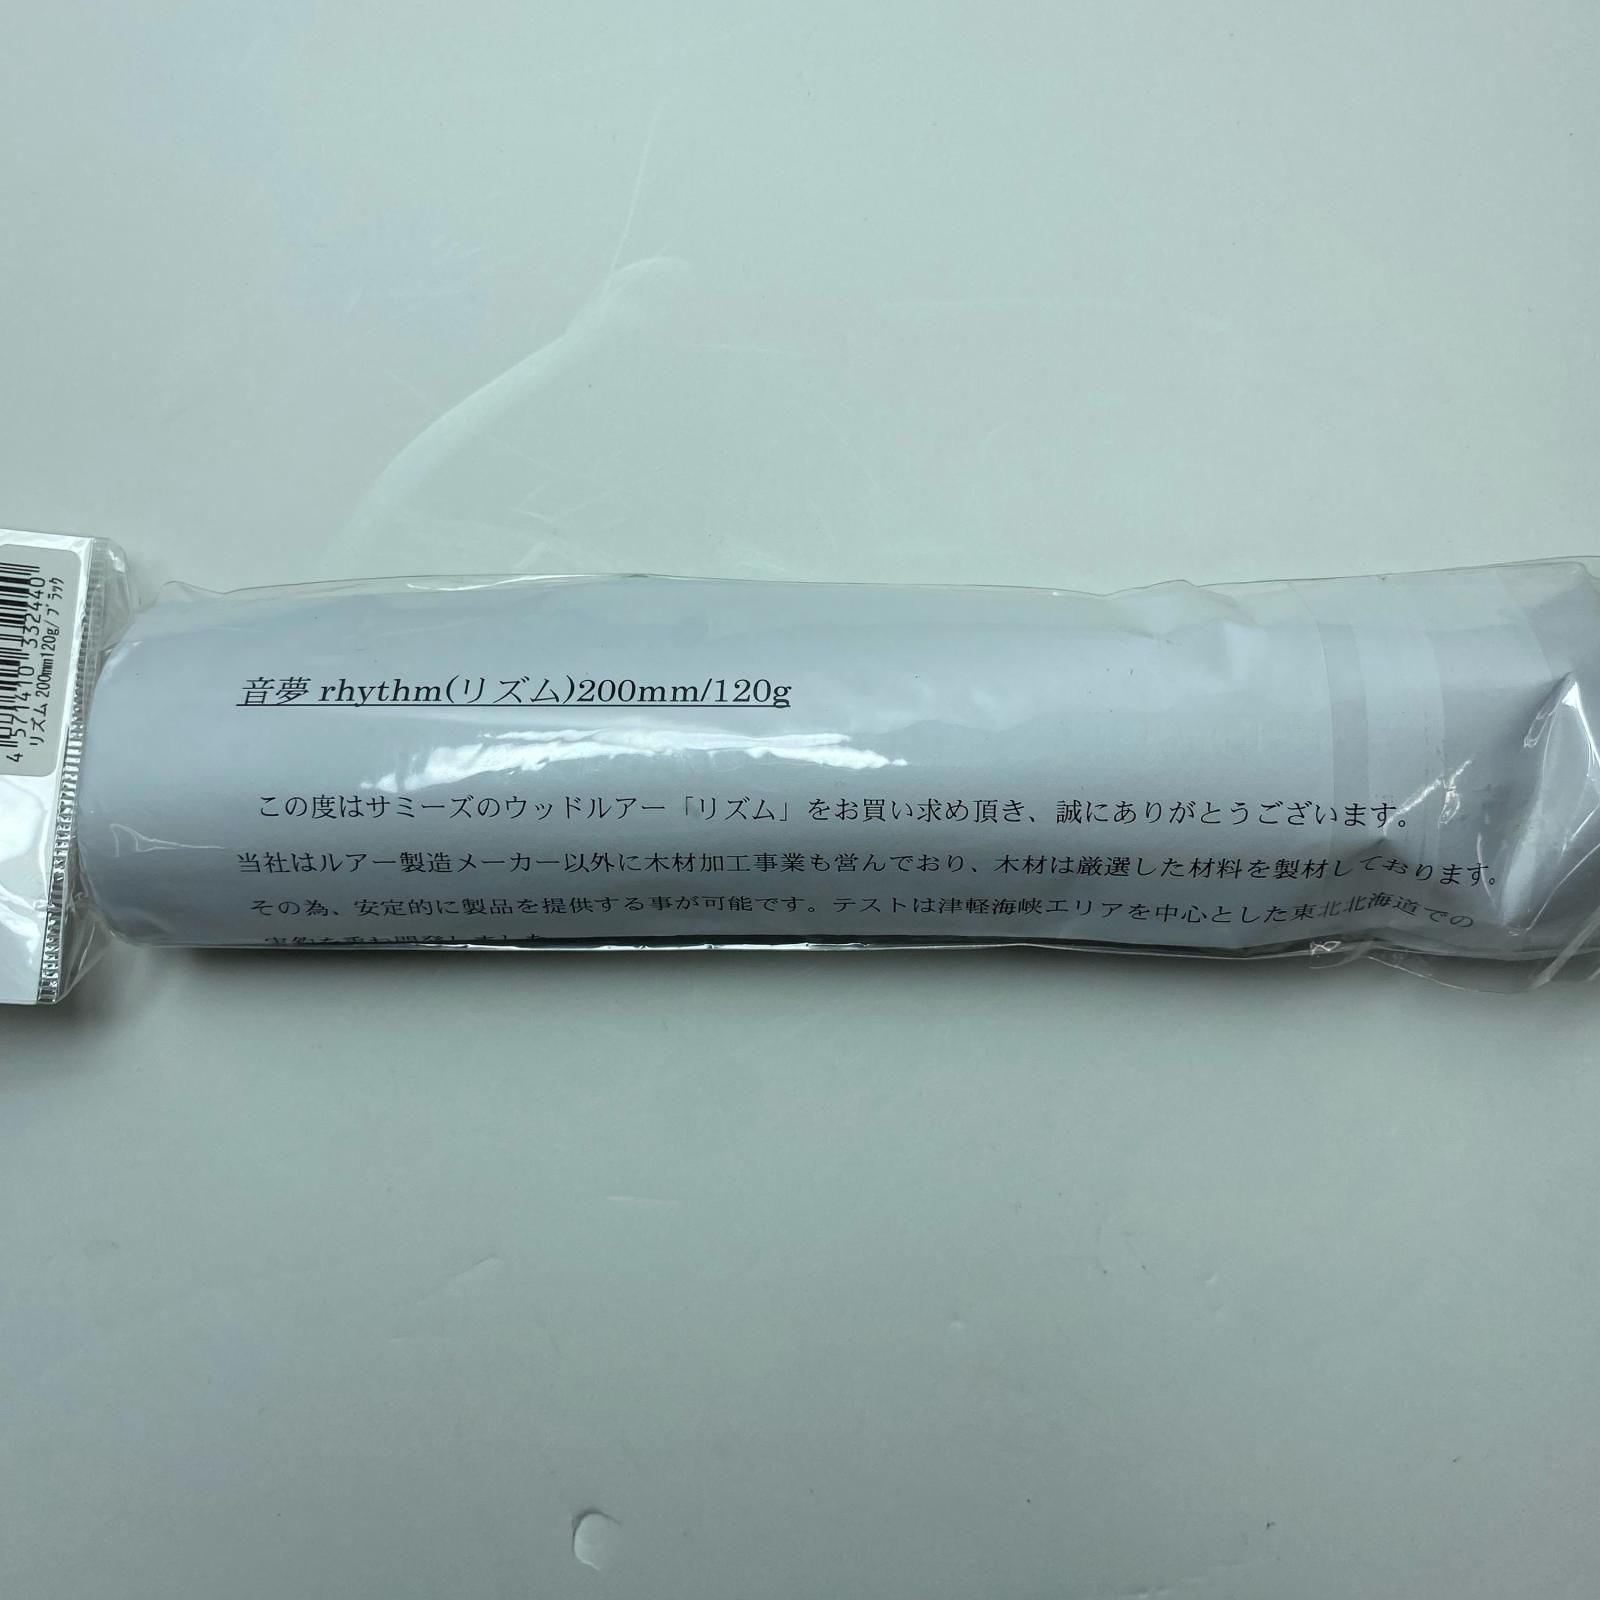 4 571410 332440
リズム 200mm120g/ブラック
音夢 rhythm(リズム)200mm/120g
この度はサミーズのウッドルアー「リズム」をお買い求め頂き、誠にありがとうございます。
当社はルアー製造メーカー以外に木材加工事業も営んでおり、木材は厳選した材料を製材しております。
その為、安定的に製品を提供する事が可能です。テストは津軽海峡エリアを中心とした東北北海道での